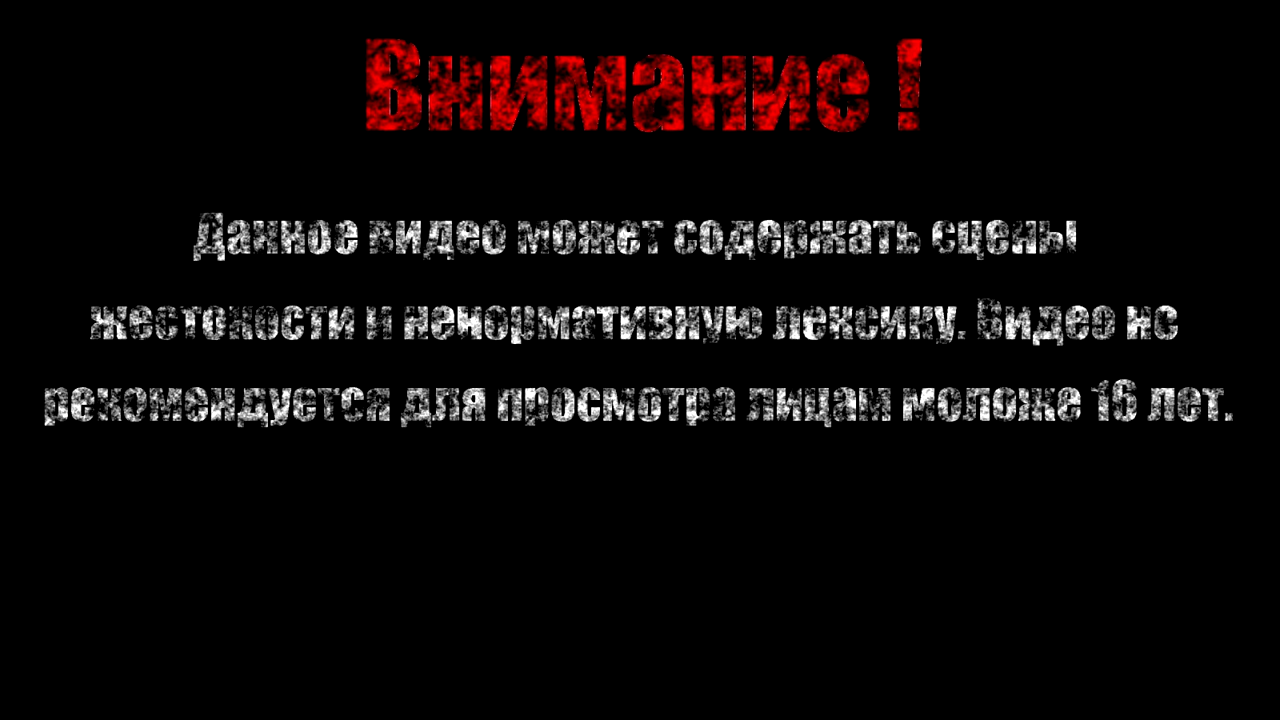 Внимание !
Данное видео может содержать сцены
жестокости и ненормативную лексику. Видео не
рекомендуется для просмотра лицам моложе 16 лет.